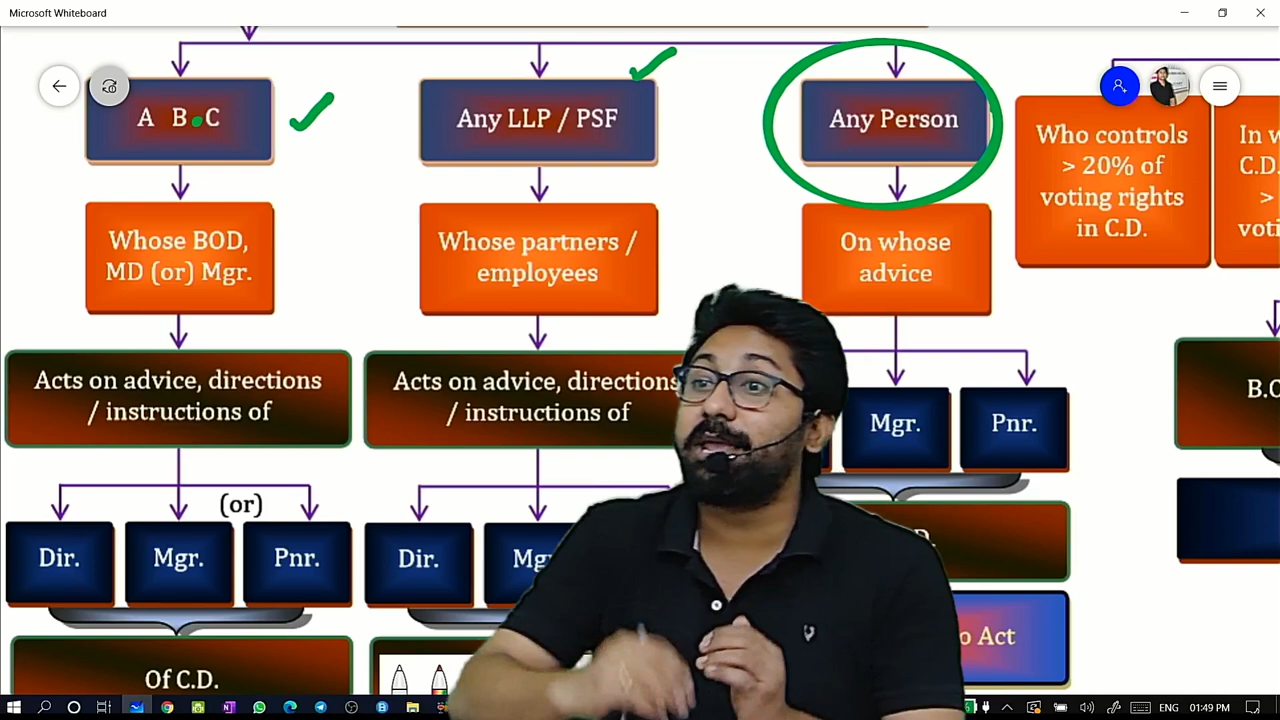 Microsoft Whiteboard
A B.C
Any LLP / PSF
Any Person
Who controls
> 20% of
voting rights
in C.D.
C.D.
>
Whose BOD,
MD (or) Mgr.
Whose partners /
employees
On whose
advice
Acts on advice, directions
/ instructions of
Acts on advice, directions
/ instructions of
Mgr.
Pnr.
(or)
Dir.
Mgr.
Pnr.
Dir.
Act
Of C.D.
ENG
01:49 PM